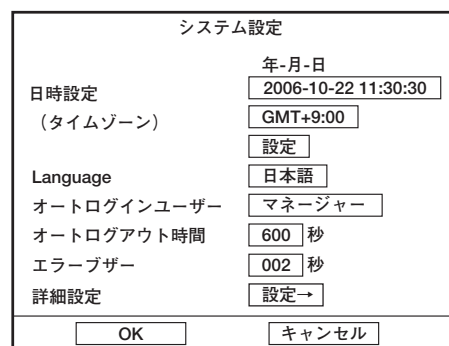 システム設定
年-月-日
日時設定 2006-10-22 11:30:30
（タイムゾーン） GMT+9:00
設定
Language 日本語
オートログインユーザー マネージャー
オートログアウト時間 600 秒
エラーブザー 002 秒
詳細設定 設定→
OK キャンセル